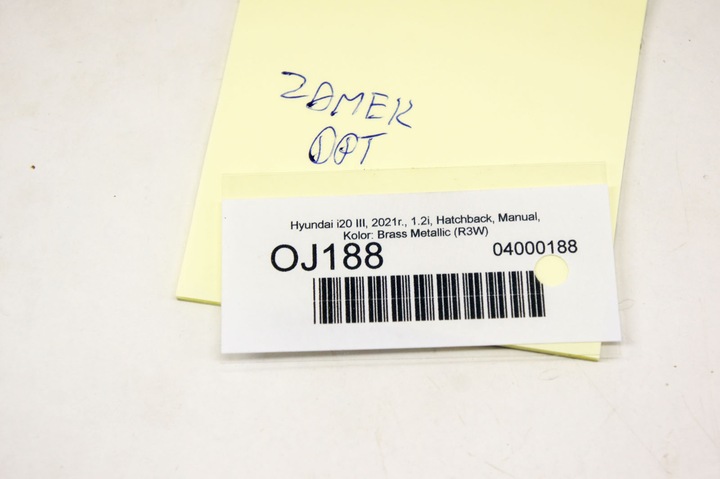 ZAMEK
DPT
Hyundai i20 III, 2021r., 1.2i, Hatchback, Manual,
Kolor: Brass Metallic (R3W)
OJ188 04000188